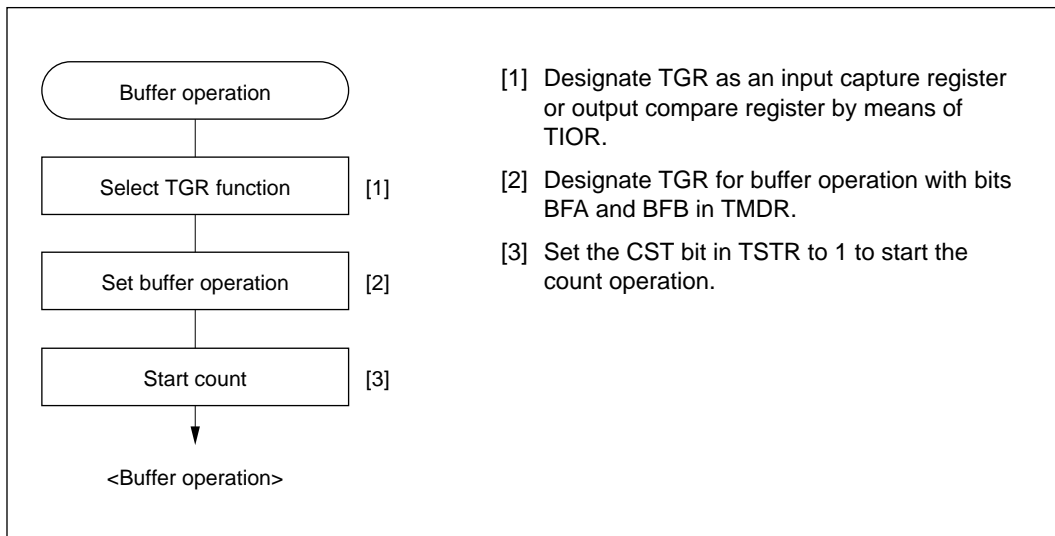 Buffer operation
Select TGR function [1]
Set buffer operation [2]
Start count [3]
<Buffer operation>
[1] Designate TGR as an input capture register
or output compare register by means of
TIOR.
[2] Designate TGR for buffer operation with bits
BFA and BFB in TMDR.
[3] Set the CST bit in TSTR to 1 to start the
count operation.